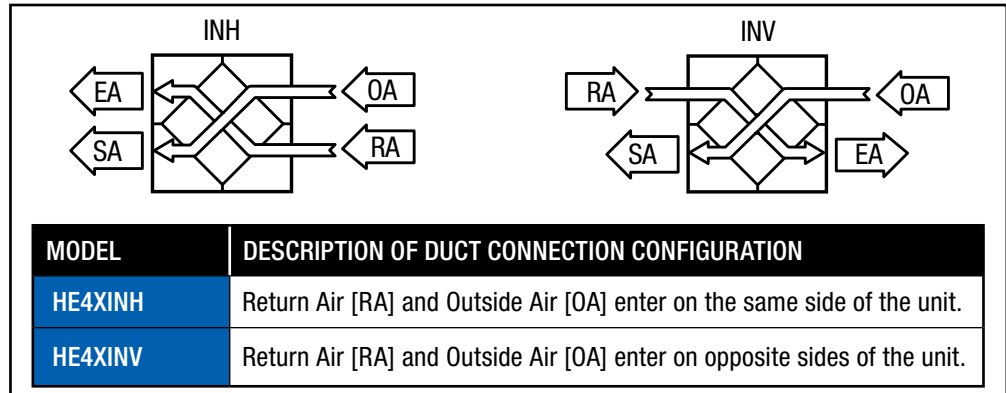 INH
INV
EA
OA
RA
OA
SA
RA
SA
EA
MODEL DESCRIPTION OF DUCT CONNECTION CONFIGURATION
HE4XINH Return Air [RA] and Outside Air [OA] enter on the same side of the unit.
HE4XINV Return Air [RA] and Outside Air [OA] enter on opposite sides of the unit.